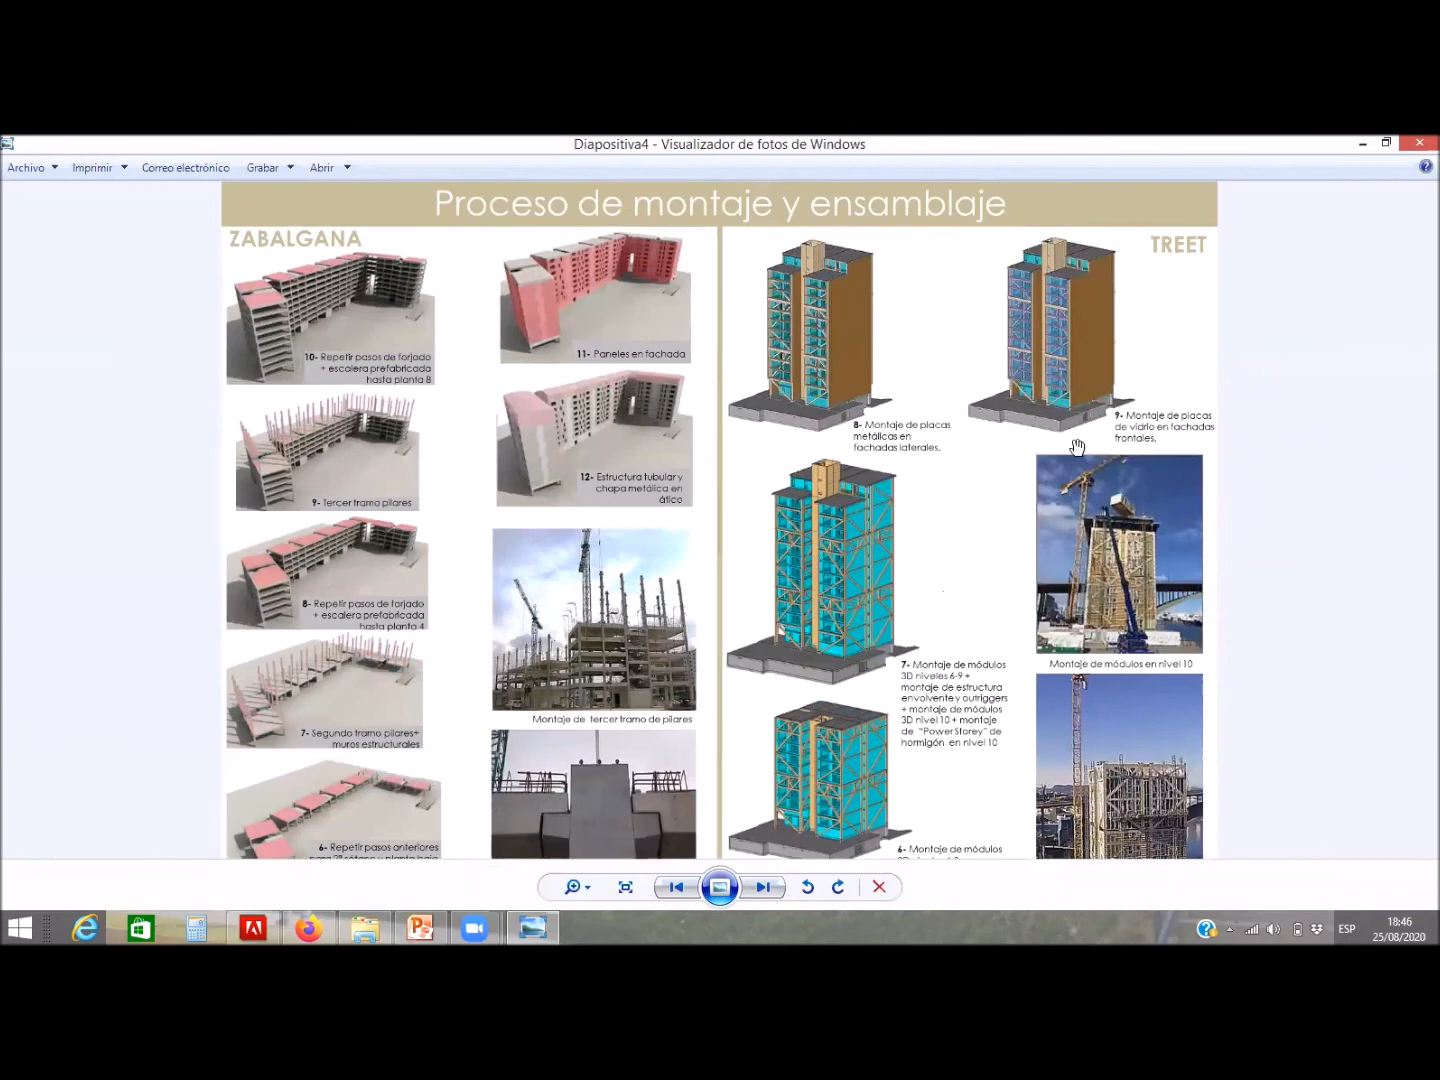 Diapositiva4 - Visualizador de fotos de Windows
Archivo
Imprimir
Correo electrónico
Grabar
Abrir
Proceso de montaje y ensamblaje
ZABALGANA
10- Repetir pasos de forjado
+ escalera prefabricada
hasta planta 8
9- Tercer tramo pilares
8- Repetir pasos de forjado
+ escalera prefabricada
hasta planta 4
7- Segundo tramo pilares+
muros estructurales
6- Repetir pasos anteriores
11- Paneles en fachada
12- Estructura tubular y
chapa metálica en
ático
Montaje de tercer tramo de pilares
TREET
8- Montaje de placas
metálicas en
fachadas laterales.
9- Montaje de placas
de vidrio en fachadas
frontales.
7- Montaje de módulos
3D niveles 6-9 +
montaje de estructura
envolvente y outriggers
+ montaje de módulos
3D nivel 10 + montaje
de "Power Storey" de
hormigón en nivel 10
6- Montaje de módulos
Montaje de módulos en nivel 10
ESP
18:46
25/08/2020